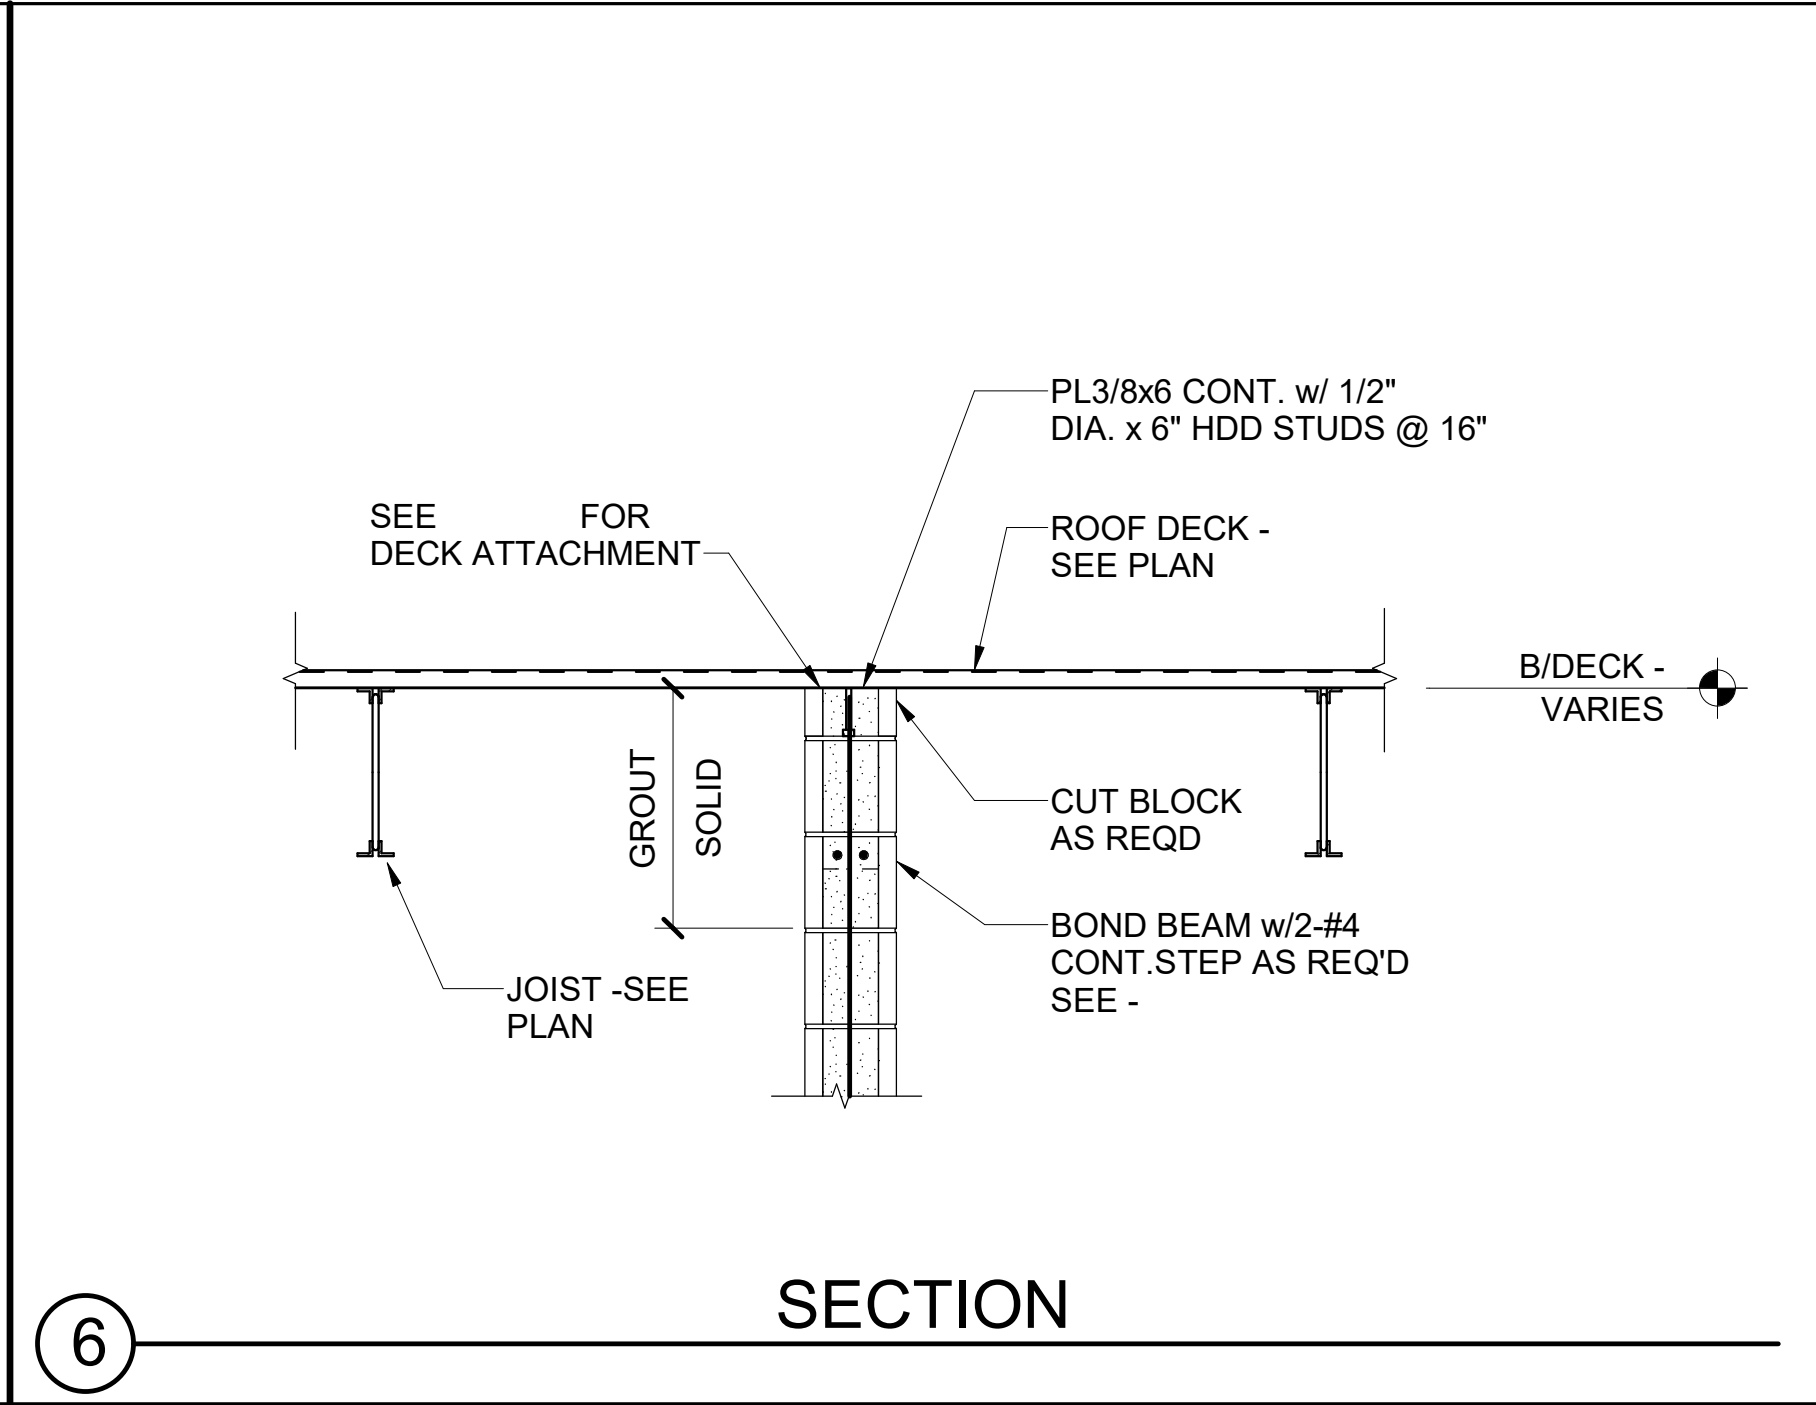 PL3/8x6 CONT. w/ 1/2"
DIA. x 6" HDD STUDS @ 16"
SEE FOR
DECK ATTACHMENT
ROOF DECK -
SEE PLAN
B/DECK -
VARIES
GROUT
SOLID
CUT BLOCK
AS REQD
BOND BEAM w/2-#4
CONT.STEP AS REQ'D
SEE -
JOIST -SEE
PLAN
SECTION
6